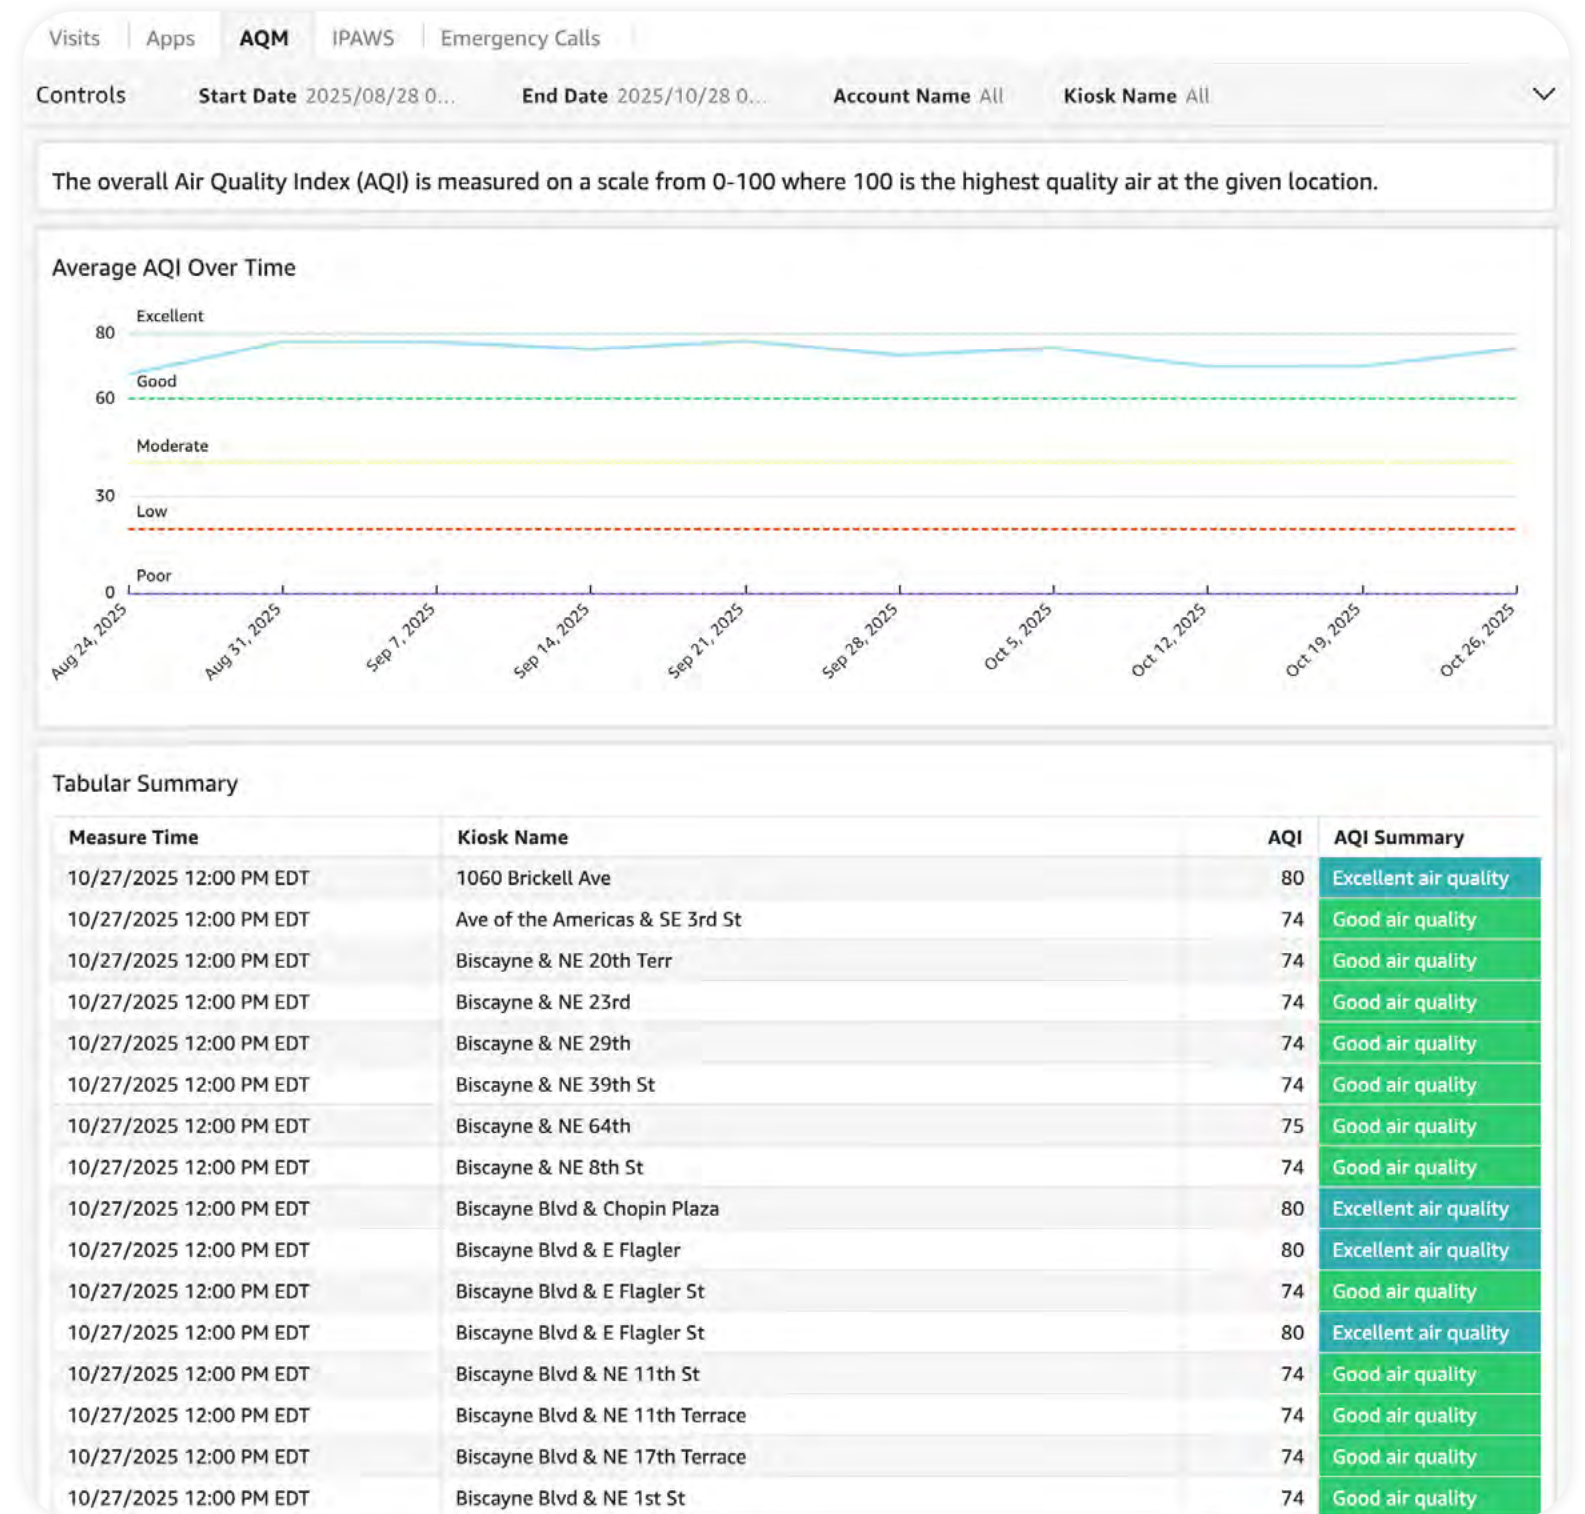 Visits Apps AQM IPAWS Emergency Calls
Controls Start Date 2025/08/28 0... End Date 2025/10/28 0... Account Name All Kiosk Name All
The overall Air Quality Index (AQI) is measured on a scale from 0-100 where 100 is the highest quality air at the given location.
Average AQI Over Time
Excellent
80
Good
60
Moderate
30
Low
Poor
0
Aug 24, 2025 Aug 31, 2025 Sep 7, 2025 Sep 14, 2025 Sep 21, 2025 Sep 28, 2025 Oct 5, 2025 Oct 12, 2025 Oct 19, 2025 Oct 26, 2025
Tabular Summary
Measure Time Kiosk Name AQI AQI Summary
10/27/2025 12:00 PM EDT 1060 Brickell Ave 80 Excellent air quality
10/27/2025 12:00 PM EDT Ave of the Americas & SE 3rd St 74 Good air quality
10/27/2025 12:00 PM EDT Biscayne & NE 20th Terr 74 Good air quality
10/27/2025 12:00 PM EDT Biscayne & NE 23rd 74 Good air quality
10/27/2025 12:00 PM EDT Biscayne & NE 29th 74 Good air quality
10/27/2025 12:00 PM EDT Biscayne & NE 39th St 74 Good air quality
10/27/2025 12:00 PM EDT Biscayne & NE 64th 75 Good air quality
10/27/2025 12:00 PM EDT Biscayne & NE 8th St 74 Good air quality
10/27/2025 12:00 PM EDT Biscayne Blvd & Chopin Plaza 80 Excellent air quality
10/27/2025 12:00 PM EDT Biscayne Blvd & E Flagler 80 Excellent air quality
10/27/2025 12:00 PM EDT Biscayne Blvd & E Flagler St 74 Good air quality
10/27/2025 12:00 PM EDT Biscayne Blvd & E Flagler St 80 Excellent air quality
10/27/2025 12:00 PM EDT Biscayne Blvd & NE 11th St 74 Good air quality
10/27/2025 12:00 PM EDT Biscayne Blvd & NE 11th Terrace 74 Good air quality
10/27/2025 12:00 PM EDT Biscayne Blvd & NE 17th Terrace 74 Good air quality
10/27/2025 12:00 PM EDT Biscayne Blvd & NE 1st St 74 Good air quality